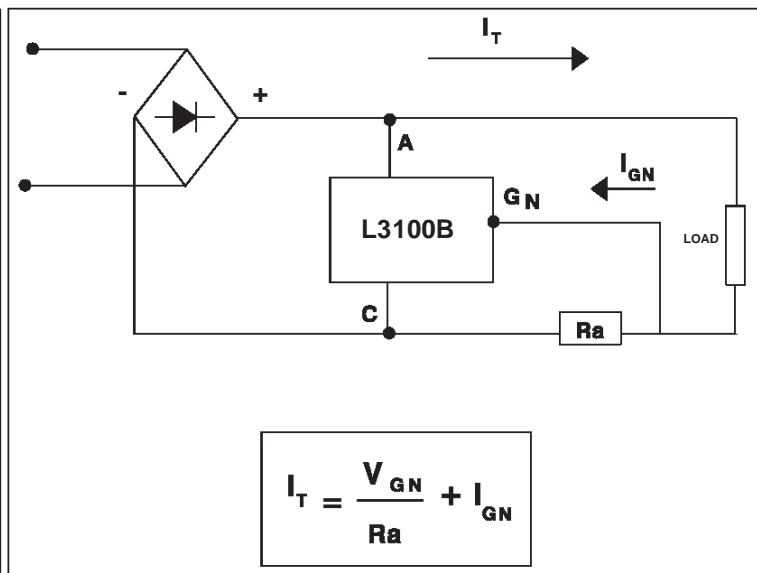 I_T
- +
A
I_GN
G_N
L3100B
LOAD
C
Ra
I_T = V_GN / Ra + I_GN